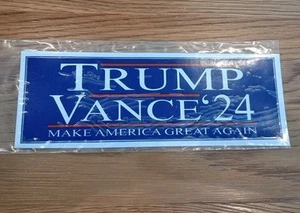 TRUMP
VANCE '24
MAKE AMERICA GREAT AGAIN